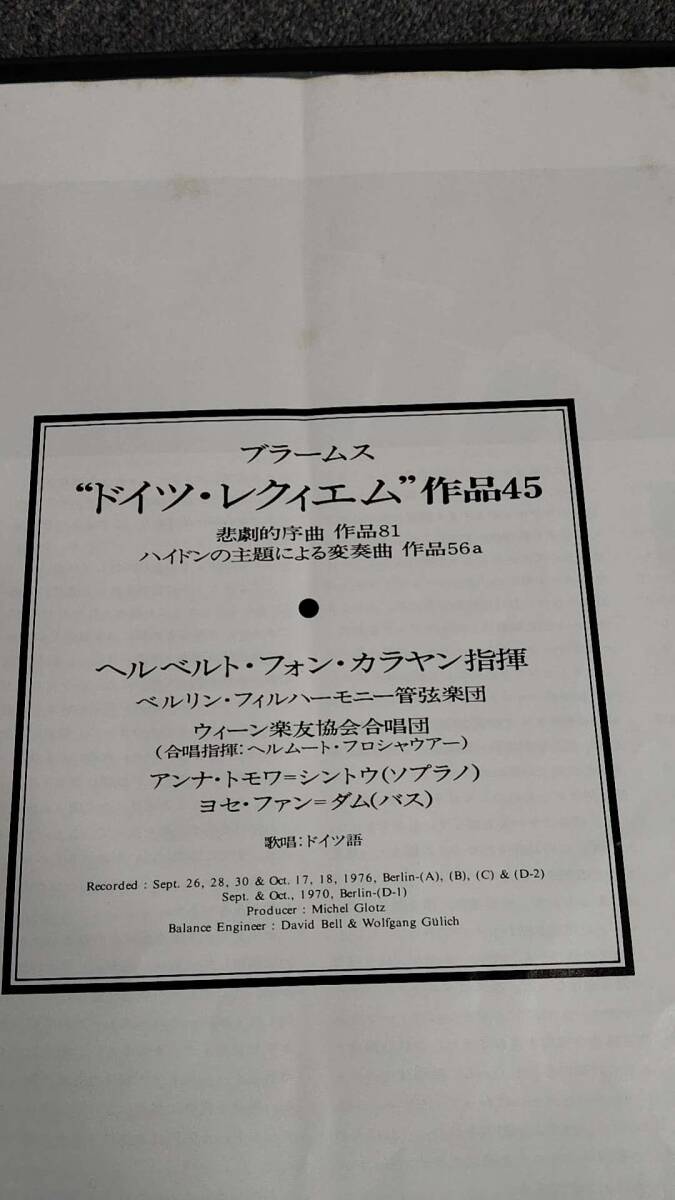 ブラームス
“ドイツ・レクィエム”作品45
悲劇的序曲 作品81
ハイドンの主題による変奏曲 作品56a
●
ヘルベルト・フォン・カラヤン指揮
ベルリン・フィルハーモニー管弦楽団
ウィーン楽友協会合唱団
(合唱指揮:ヘルムート・フロシャウアー)
アンナ・トモワ=シントウ(ソプラノ)
ヨセ・ファン=ダム(バス)
歌唱:ドイツ語
Recorded : Sept. 26, 28, 30 & Oct. 17, 18, 1976, Berlin-(A), (B), (C) & (D-2)
Sept. & Oct., 1970, Berlin-(D-1)
Producer : Michel Glotz
Balance Engineer : David Bell & Wolfgang Gülich